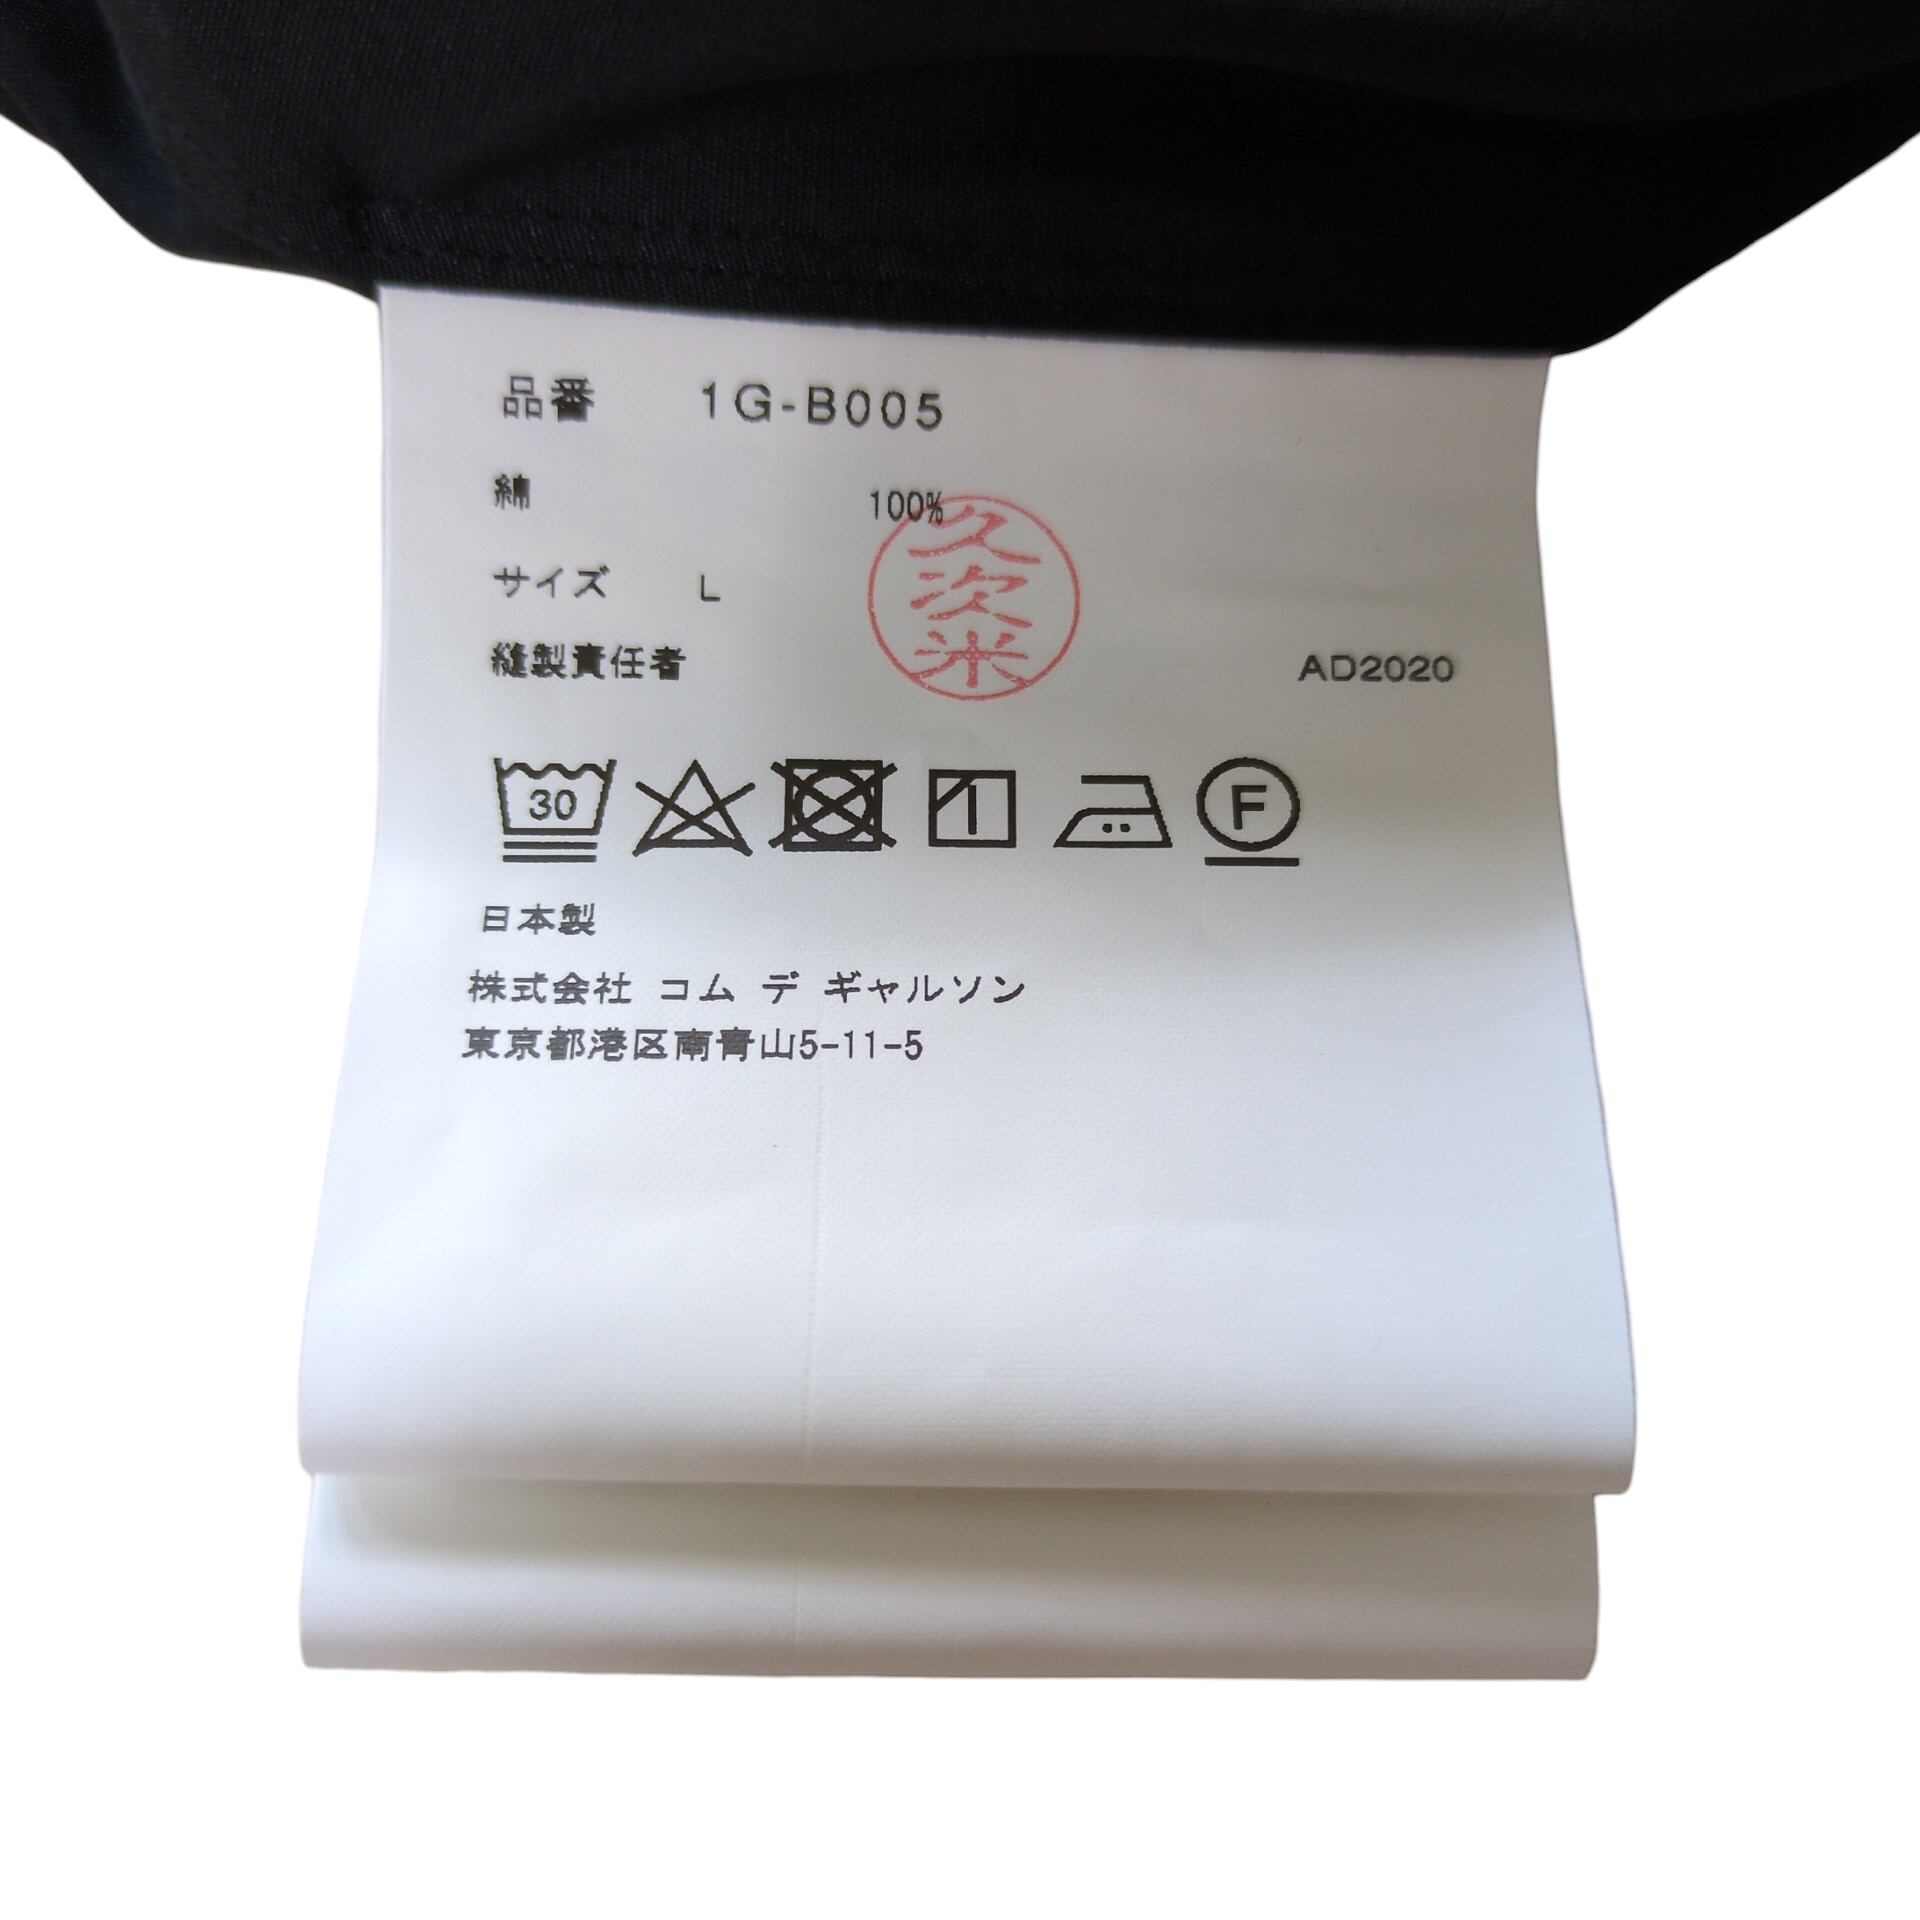 品番 1G-B005
綿 100%
サイズ L
久次米
縫製責任者 AD2020
30
F
日本製
株式会社 コム デ ギャルソン
東京都港区南青山5-11-5